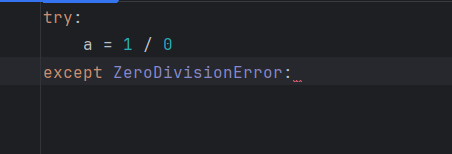 try:
    a = 1 / 0
except ZeroDivisionError: